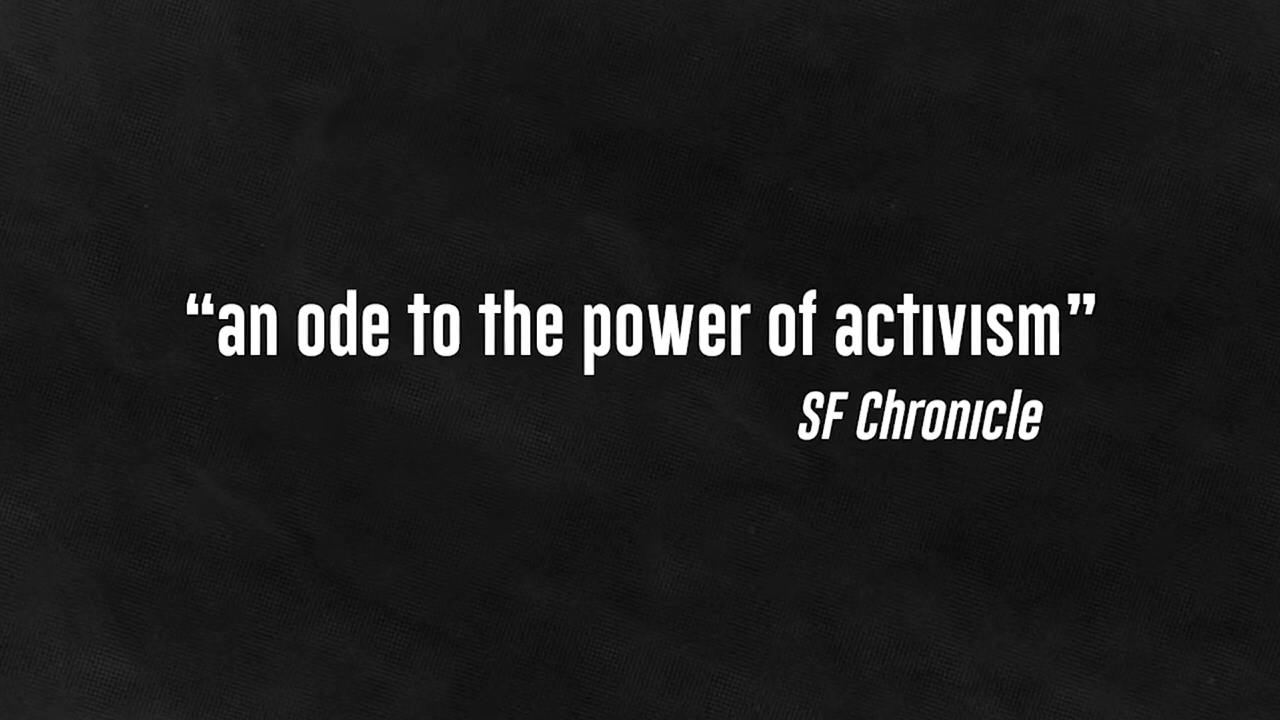 “an ode to the power of activism”
SF Chronicle